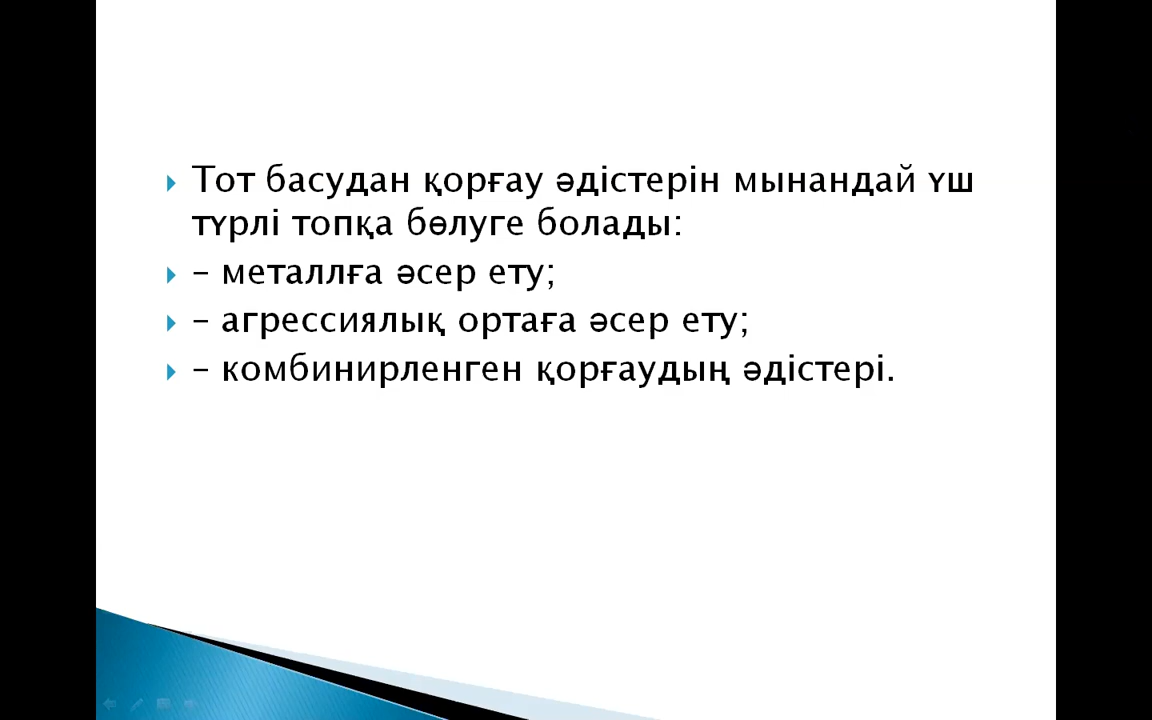 Тот басудан қорғау әдістерін мынандай үш
түрлі топқа бөлуге болады:
– металлға әсер ету;
– агрессиялық ортаға әсер ету;
– комбинирленген қорғаудың әдістері.